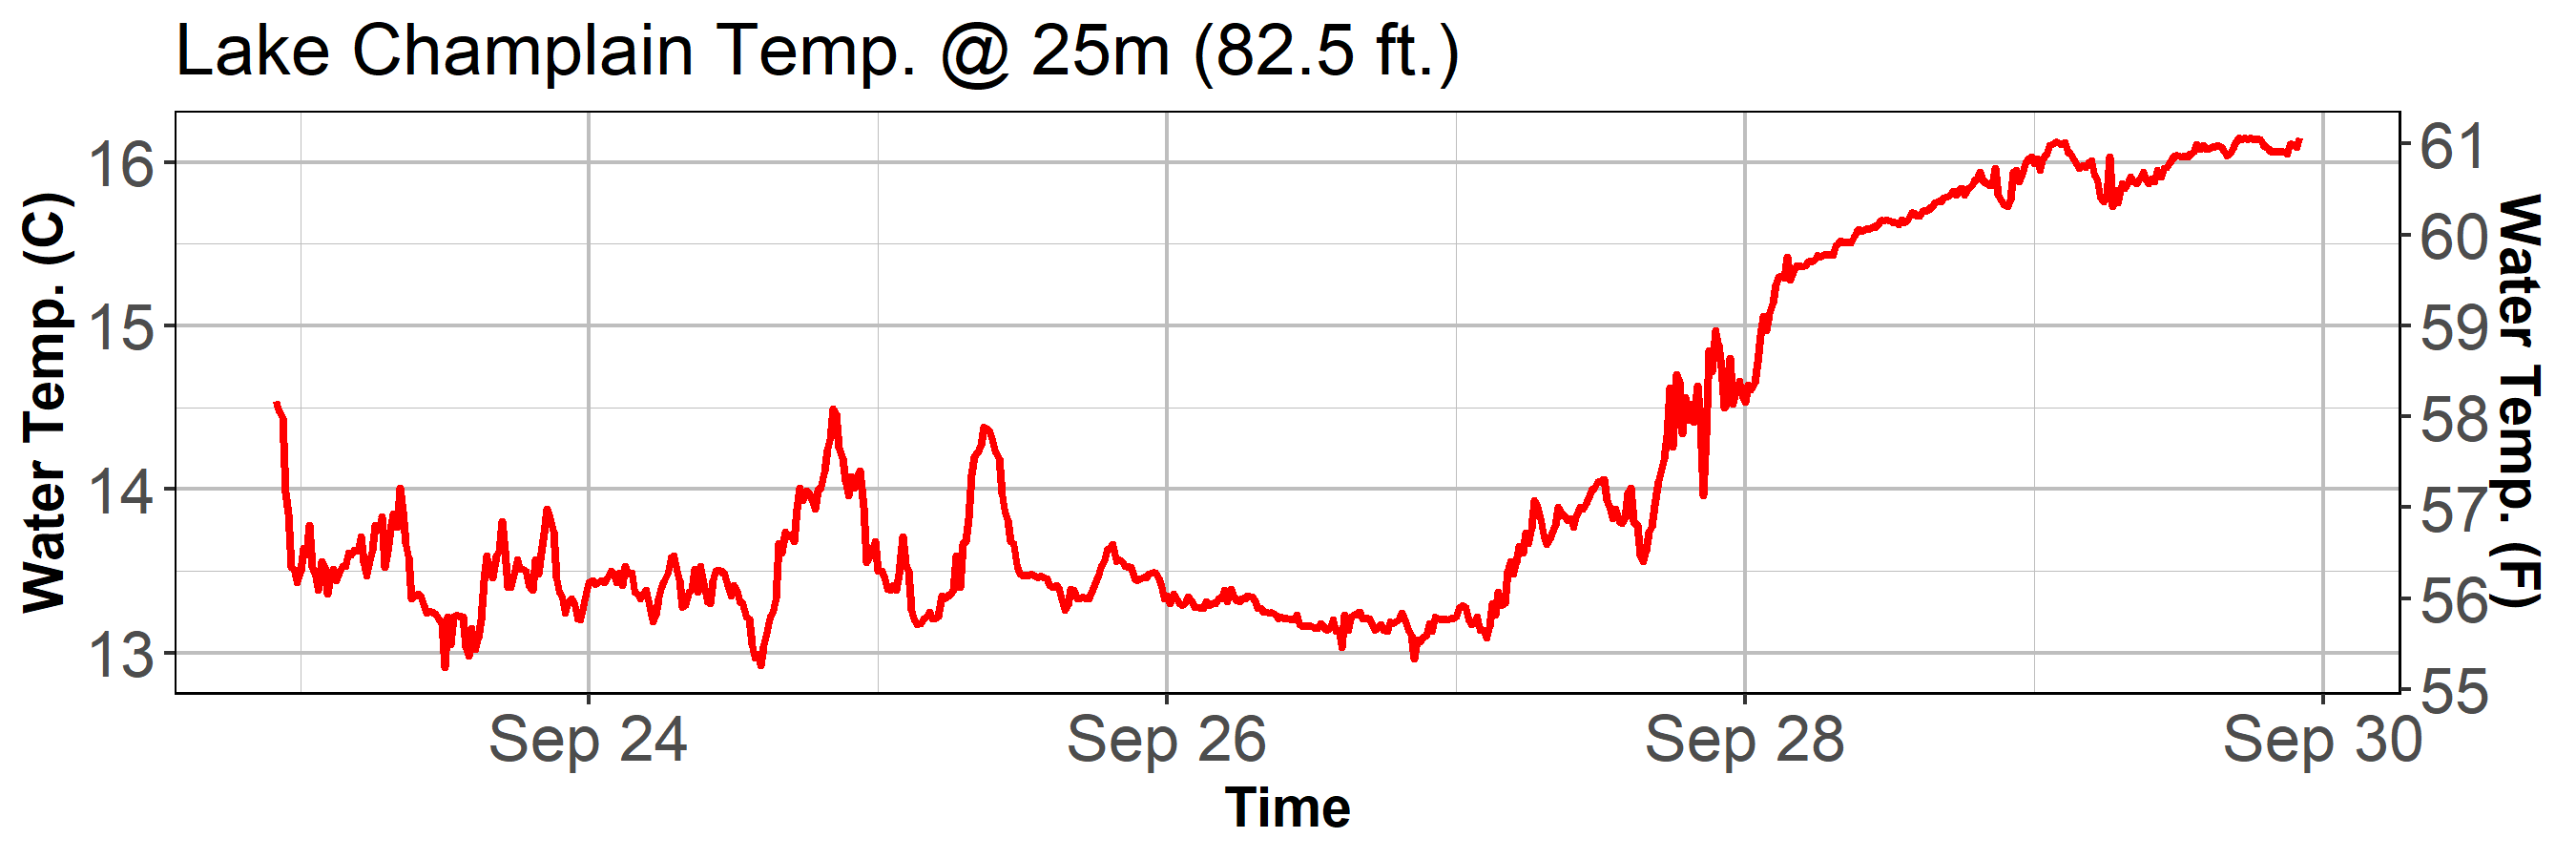 Lake Champlain Temp. @ 25m (82.5 ft.)
Water Temp. (C)
16
15
14
13
61
60
59
58
57
56
55
Water Temp. (F)
Sep 24
Sep 26
Sep 28
Sep 30
Time